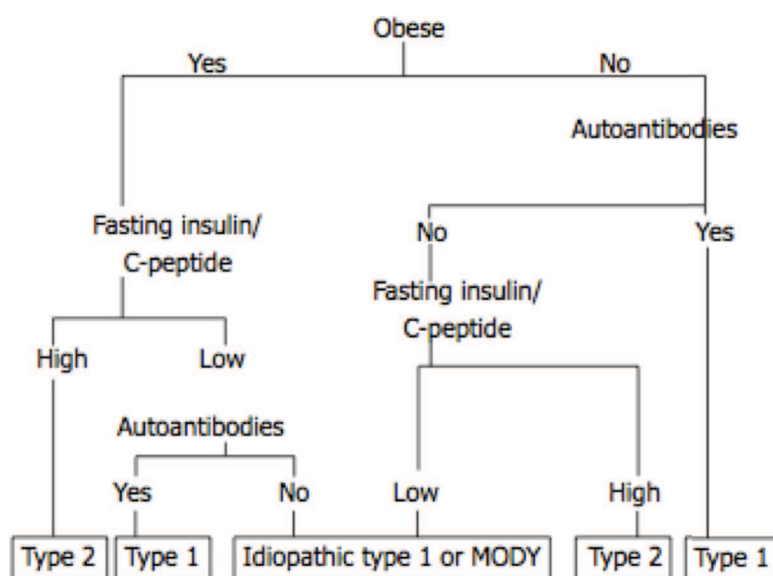 Obese
Yes
No
Autoantibodies
Fasting insulin/
C-peptide
No
Yes
Fasting insulin/
C-peptide
High
Low
Autoantibodies
Yes
No
Low
High
Type 2
Type 1
Idiopathic type 1 or MODY
Type 2
Type 1